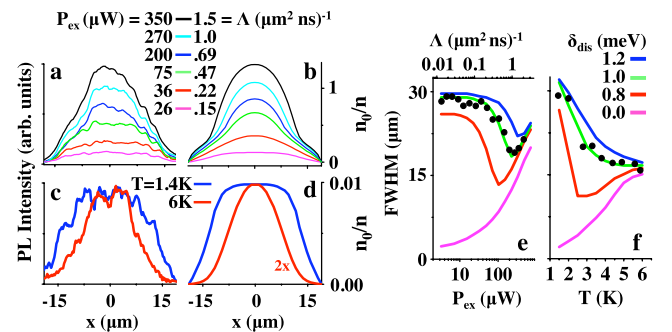 P_ex (µW) = 350 1.5 = Λ (µm² ns)⁻¹
270 1.0
200 .69
75 .47
36 .22
26 .15
a
b
1
0
n₀/n
PL Intensity (arb. units)
c
T=1.4K
6K
d
2x
0.01
0.00
n₀/n
-15 0 15
-15 0 15
x (µm)
x (µm)
Λ (µm² ns)⁻¹
0.01 0.1 1
30
15
0
FWHM (µm)
e
10 100
P_ex (µW)
δ_dis (meV)
1.2
1.0
0.8
0.0
f
2 3 4 5 6
T (K)